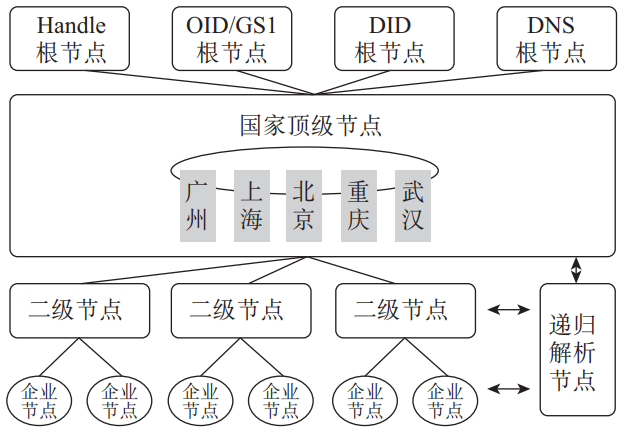 Handle
根节点
OID/GS1
根节点
DID
根节点
DNS
根节点
国家顶级节点
广州
上海
北京
重庆
武汉
二级节点
二级节点
二级节点
递归
解析
节点
企业
节点
企业
节点
企业
节点
企业
节点
企业
节点
企业
节点